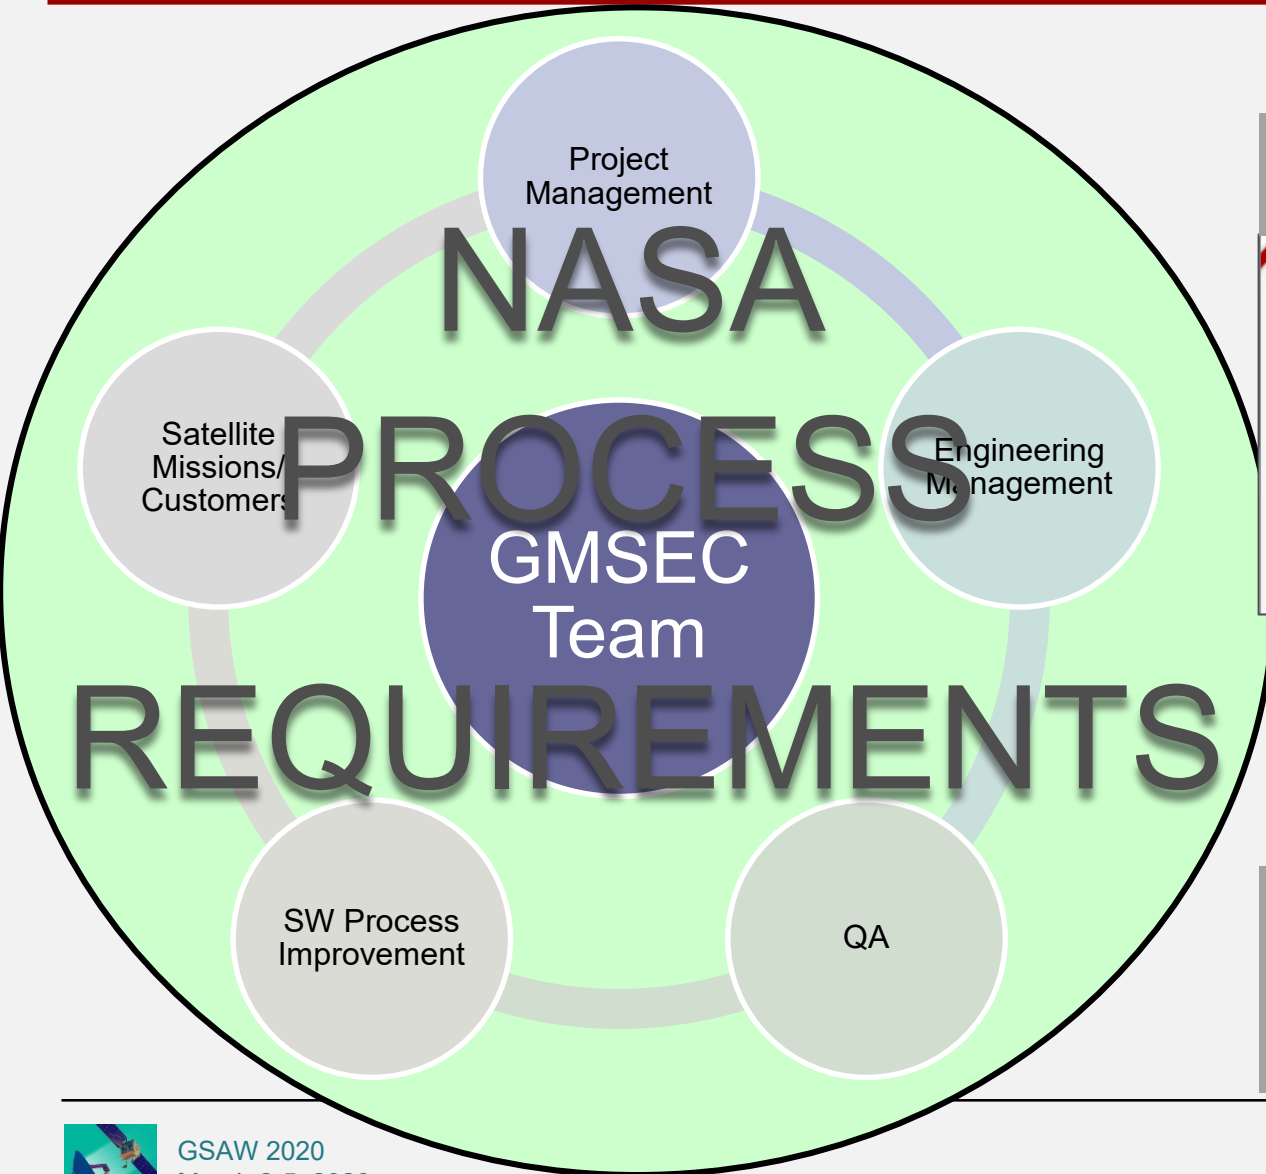 Project
Management
NASA
Satellite
Missions/
Customers
PROCESS
Engineering
Management
GMSEC
Team
REQUIREMENTS
SW Process
Improvement
QA
GSAW 2020